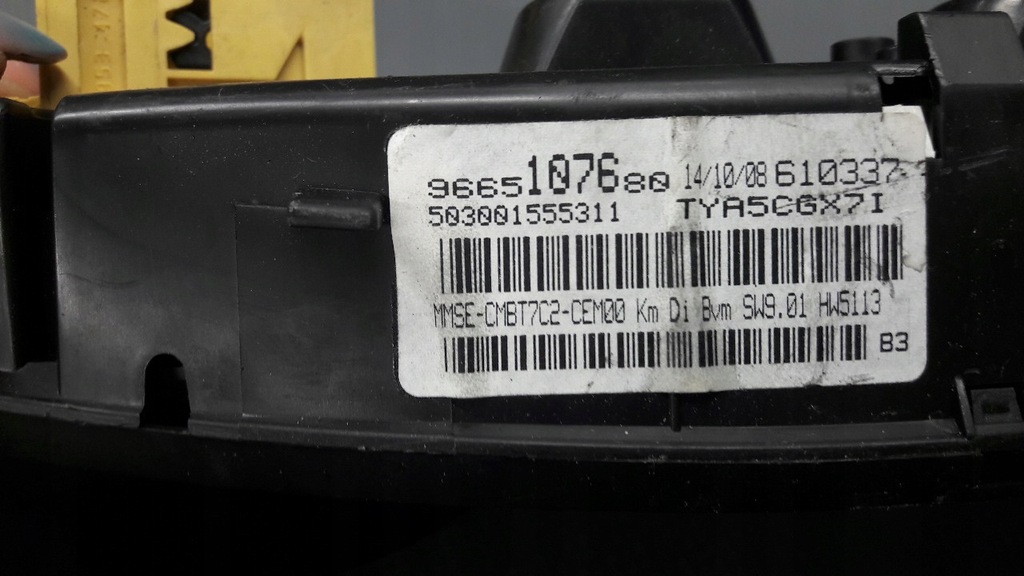 9665107680 14/10/08 610337
503001555311 TYA5CGX7I
MMSE-CMBT7C2-CEM00 Km Di Bvm SW9.01 HW5113
B3